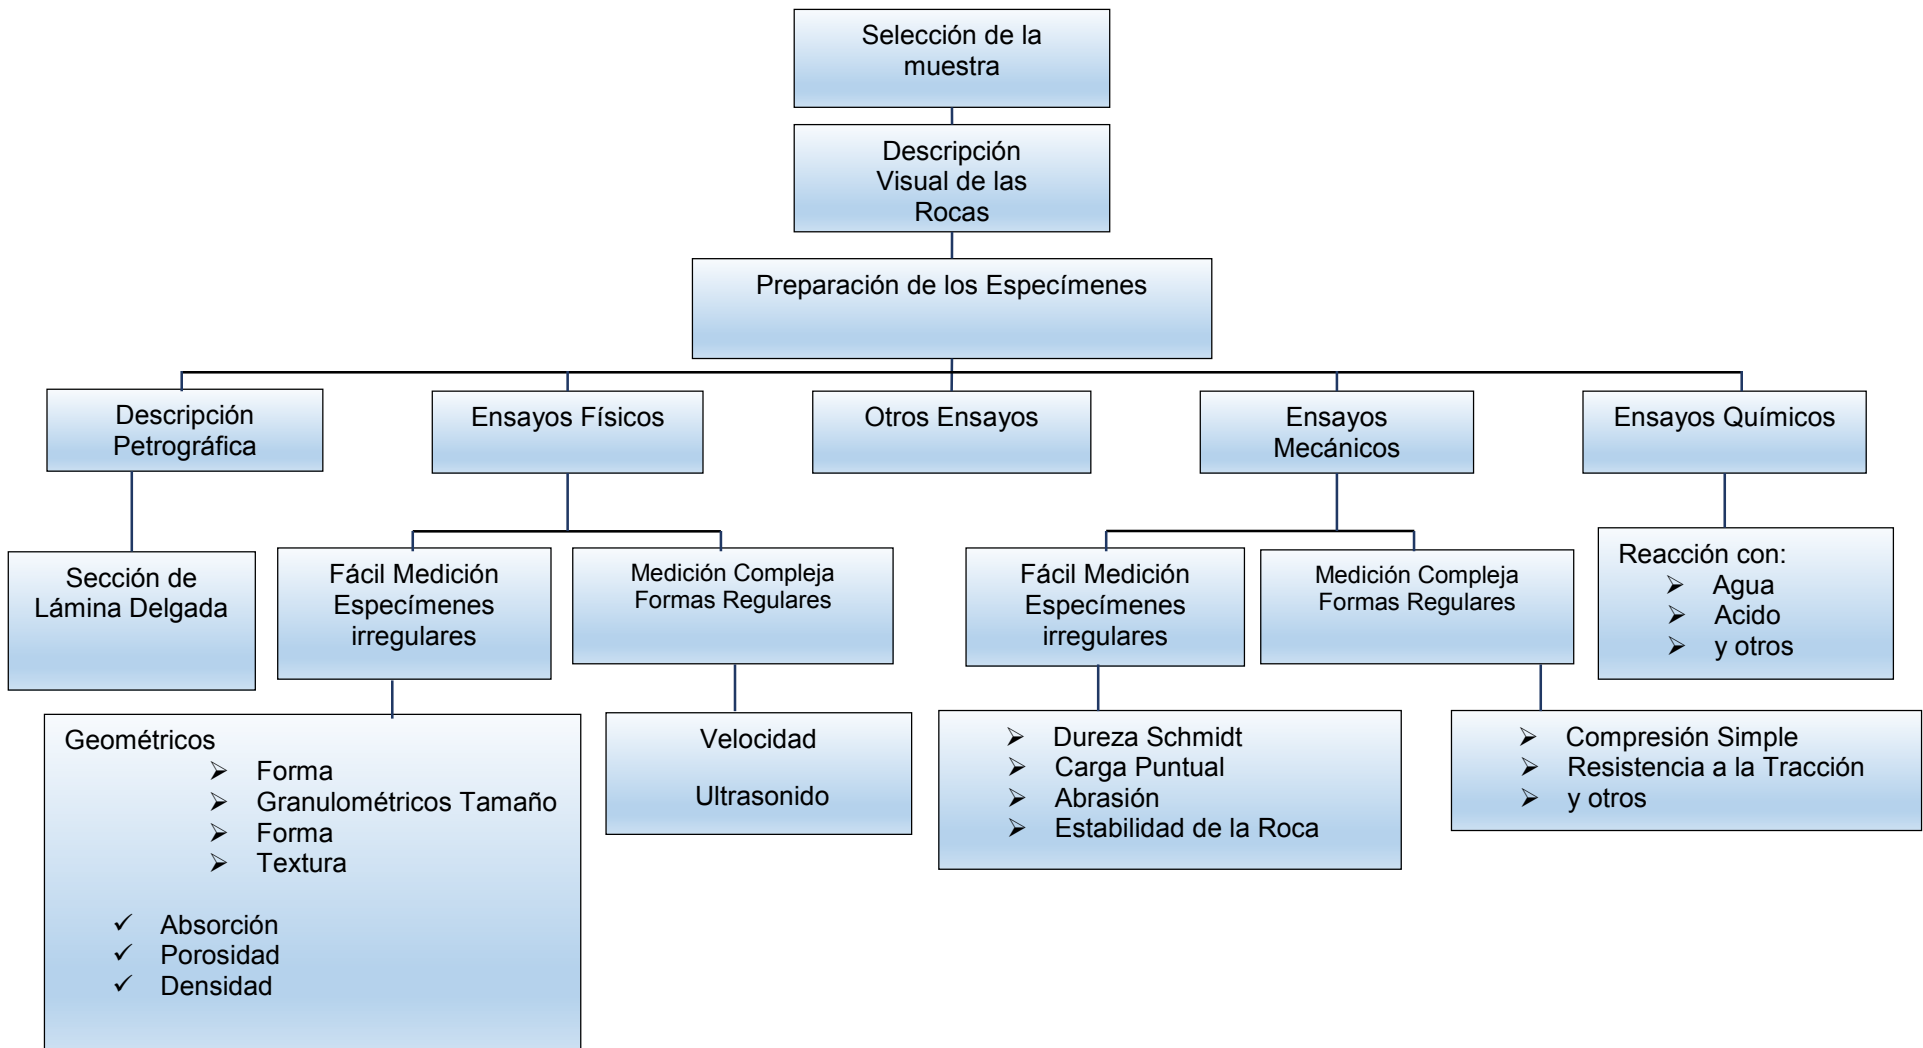 Selección de la
muestra
Descripción
Visual de las
Rocas
Preparación de los Especímenes
Descripción
Petrográfica
Ensayos Físicos
Otros Ensayos
Ensayos
Mecánicos
Ensayos Químicos
Sección de
Lámina Delgada
Fácil Medición
Especímenes
irregulares
Medición Compleja
Formas Regulares
Fácil Medición
Especímenes
irregulares
Medición Compleja
Formas Regulares
Reacción con:
➢ Agua
➢ Acido
➢ y otros
Geométricos
➢ Forma
➢ Granulométricos Tamaño
➢ Forma
➢ Textura
✓ Absorción
✓ Porosidad
✓ Densidad
Velocidad
Ultrasonido
➢ Dureza Schmidt
➢ Carga Puntual
➢ Abrasión
➢ Estabilidad de la Roca
➢ Compresión Simple
➢ Resistencia a la Tracción
➢ y otros